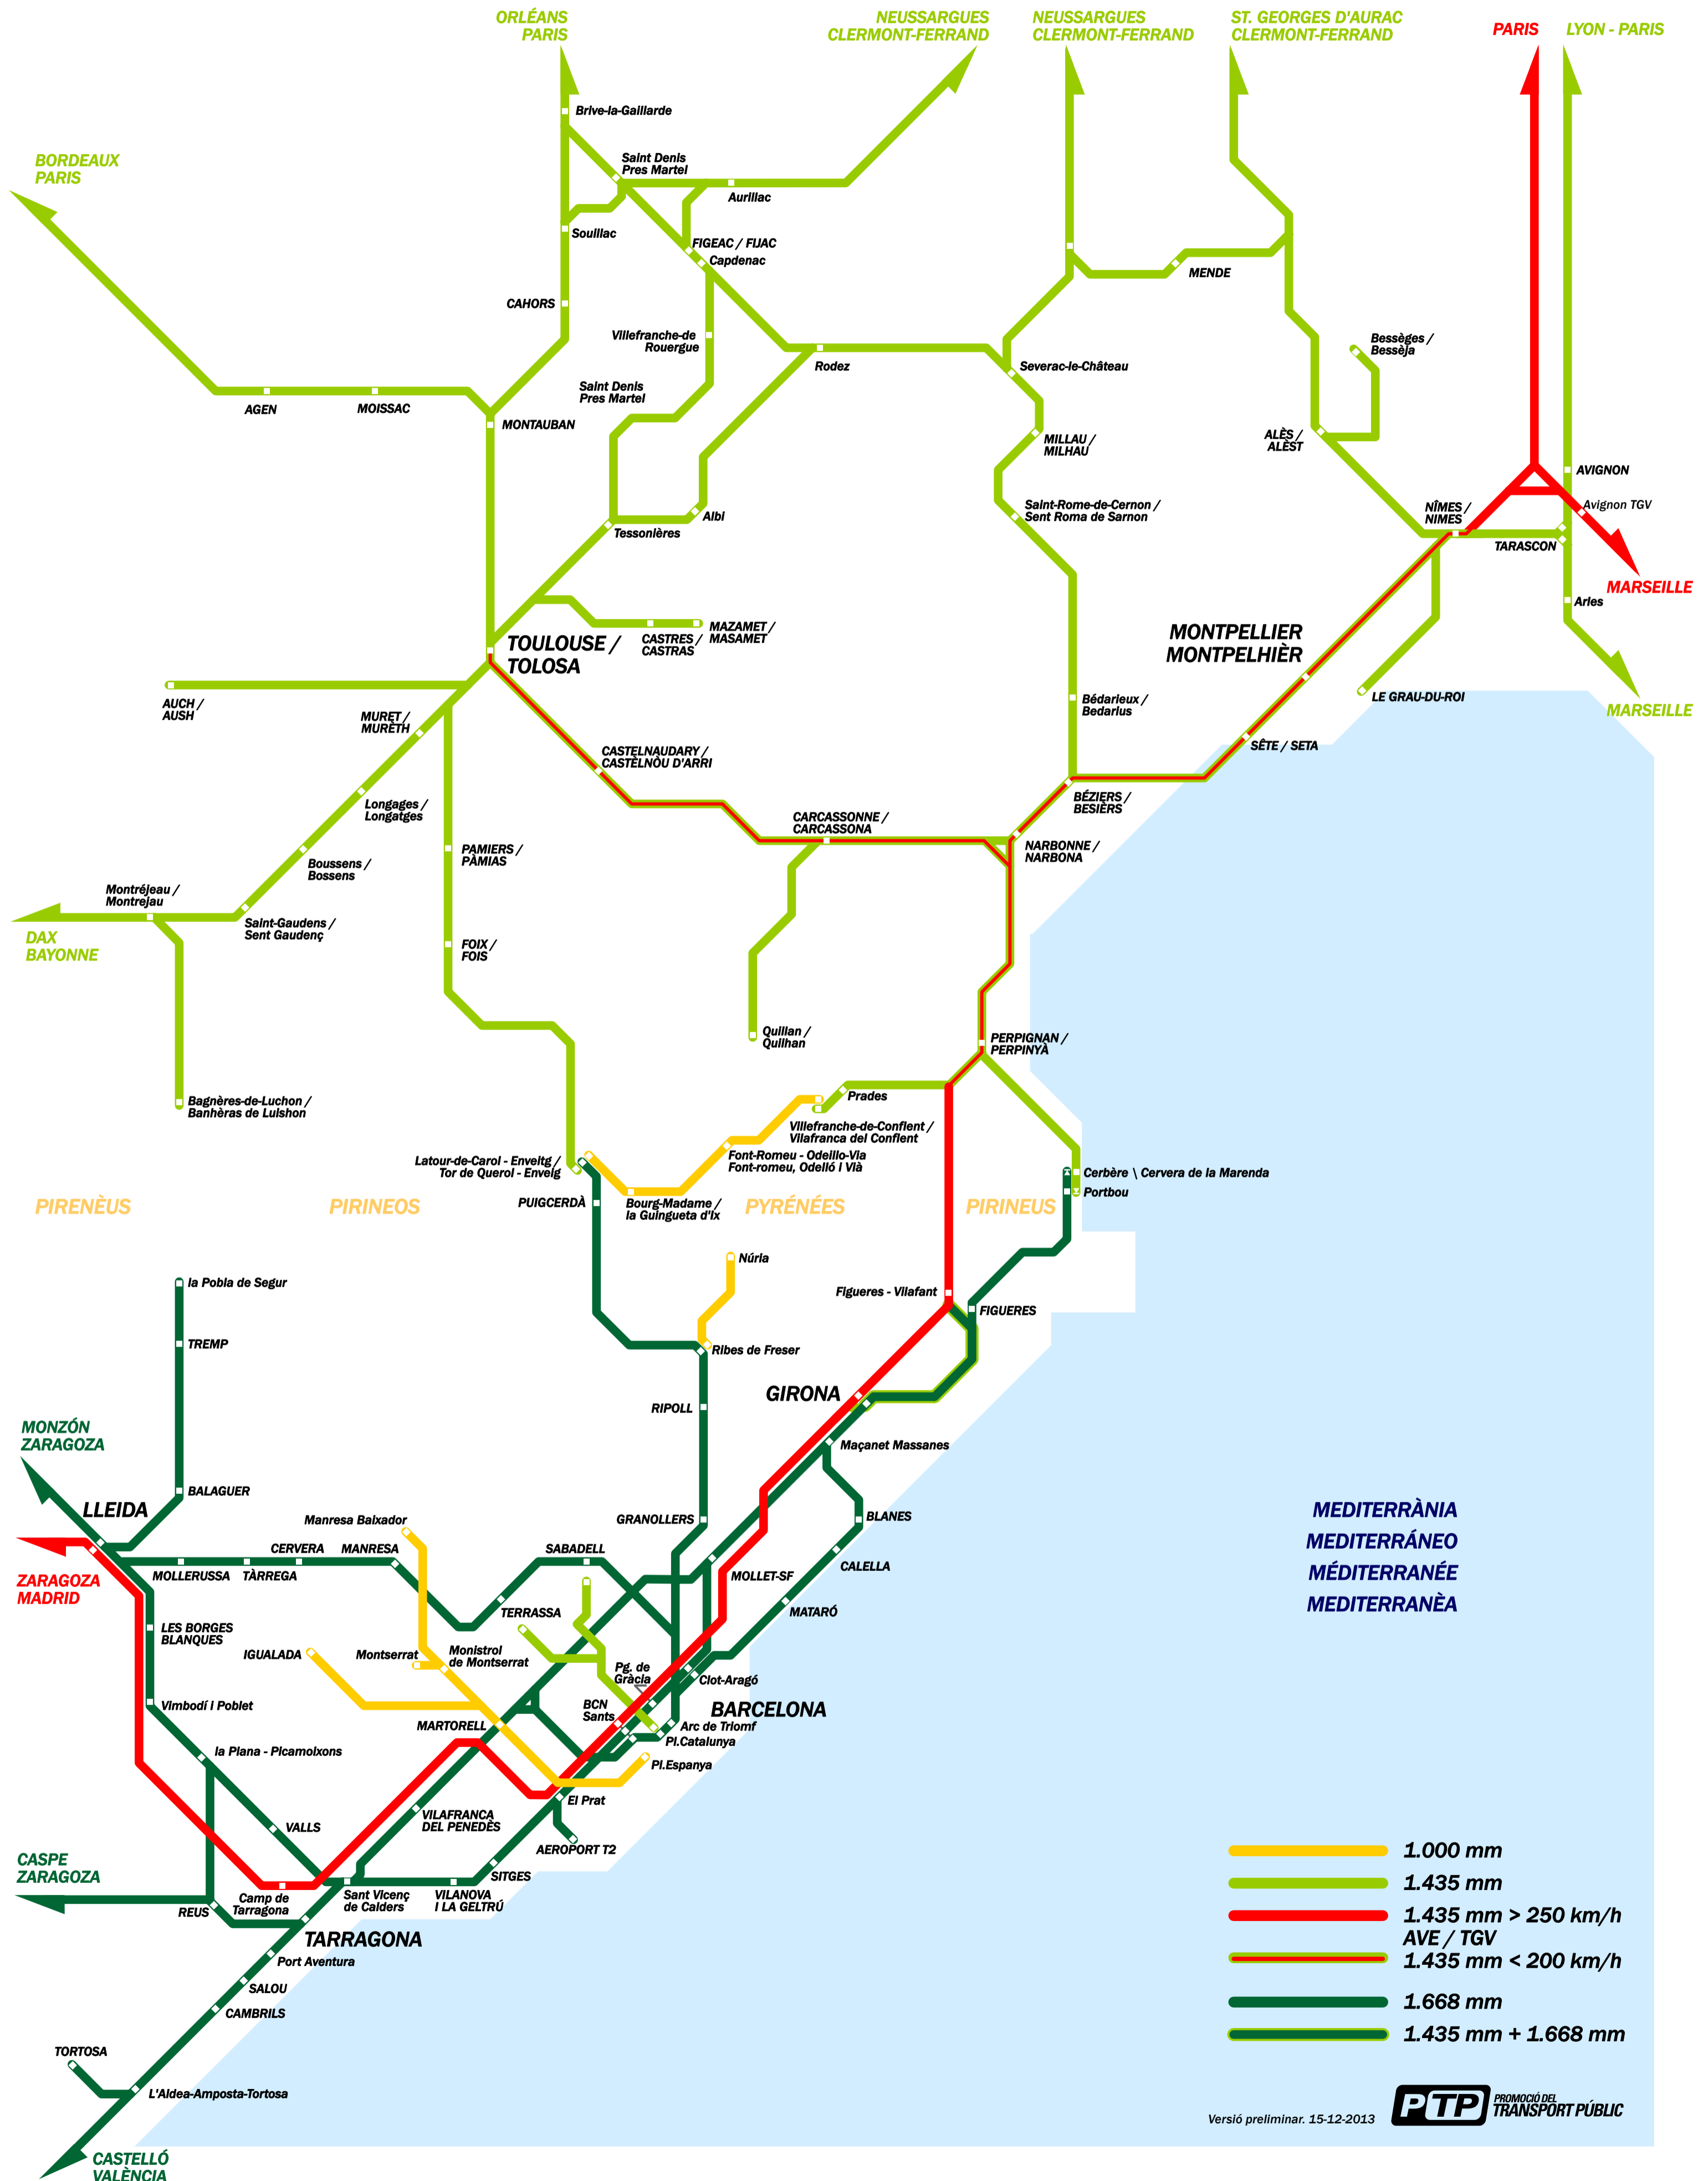 ORLÉANS
PARIS
NEUSSARGUES
CLERMONT-FERRAND
NEUSSARGUES
CLERMONT-FERRAND
ST. GEORGES D'AURAC
CLERMONT-FERRAND
PARIS
LYON - PARIS
Brive-la-Gaillarde
BORDEAUX
PARIS
Saint Denis
Pres Martel
Aurillac
Souillac
FIGEAC / FIJAC
Capdenac
MENDE
CAHORS
Villefranche-de
Rouergue
Rodez
Severac-le-Château
Bessèges /
Bessèja
Saint Denis
Pres Martel
AGEN
MOISSAC
MONTAUBAN
MILLAU /
MILHAU
ALÈS /
ALÈST
AVIGNON
Avignon TGV
Saint-Rome-de-Cernon /
Sent Roma de Sarnon
NÎMES /
NIMES
Albi
Tessonières
TARASCON
MARSEILLE
Arles
TOULOUSE /
TOLOSA
CASTRES /
CASTRAS
MAZAMET /
MASAMET
MONTPELLIER
MONTPELHIÈR
AUCH /
AUSH
MURET /
MURÈTH
Bédarieux /
Bedarius
LE GRAU-DU-ROI
MARSEILLE
SÈTE / SETA
CASTELNAUDARY /
CASTÈLNÒU D'ARRI
Longages /
Longatges
BÉZIERS /
BESIÈRS
CARCASSONNE /
CARCASSONA
NARBONNE /
NARBONA
PAMIERS /
PÀMIAS
Boussens /
Bossens
Montréjeau /
Montrejau
Saint-Gaudens /
Sent Gaudenç
DAX
BAYONNE
FOIX /
FOIS
Quillan /
Quilhan
PERPIGNAN /
PERPINYÀ
Bagnères-de-Luchon /
Banhèras de Luishon
Prades
Villefranche-de-Conflent /
Vilafranca del Conflent
Latour-de-Carol - Enveitg /
Tor de Querol - Enveig
Font-Romeu - Odeillo-Via
Font-romeu, Odelló i Vià
Cerbère \ Cervera de la Marenda
Portbou
PUIGCERDÀ
Bourg-Madame /
la Guingueta d'Ix
PIRENÈUS
PIRINEOS
PYRÉNÉES
PIRINEUS
Núria
la Pobla de Segur
Figueres - Vilafant
FIGUERES
TREMP
Ribes de Freser
GIRONA
RIPOLL
MONZÓN
ZARAGOZA
Maçanet Massanes
BALAGUER
LLEIDA
Manresa Baixador
GRANOLLERS
BLANES
MEDITERRÀNIA
MEDITERRÁNEO
MÉDITERRANÉE
MEDITERRANÈA
CERVERA
MANRESA
SABADELL
CALELLA
MOLLERUSSA
TÀRREGA
MOLLET-SF
ZARAGOZA
MADRID
MATARÓ
TERRASSA
LES BORGES
BLANQUES
IGUALADA
Montserrat
Monistrol
de Montserrat
Pg. de
Gràcia
Clot-Aragó
Vimbodí i Poblet
BCN
Sants
BARCELONA
MARTORELL
Arc de Triomf
Pl.Catalunya
la Plana - Picamoixons
Pl.Espanya
El Prat
VILAFRANCA
DEL PENEDÈS
VALLS
AEROPORT T2
CASPE
ZARAGOZA
SITGES
Camp de
Tarragona
Sant Vicenç
de Calders
VILANOVA
I LA GELTRÚ
REUS
TARRAGONA
Port Aventura
SALOU
CAMBRILS
TORTOSA
L'Aldea-Amposta-Tortosa
CASTELLÓ
VALÈNCIA
1.000 mm
1.435 mm
1.435 mm > 250 km/h
AVE / TGV
1.435 mm < 200 km/h
1.668 mm
1.435 mm + 1.668 mm
Versió preliminar. 15-12-2013
PTP
PROMOCIÓ DEL
TRANSPORT PÚBLIC